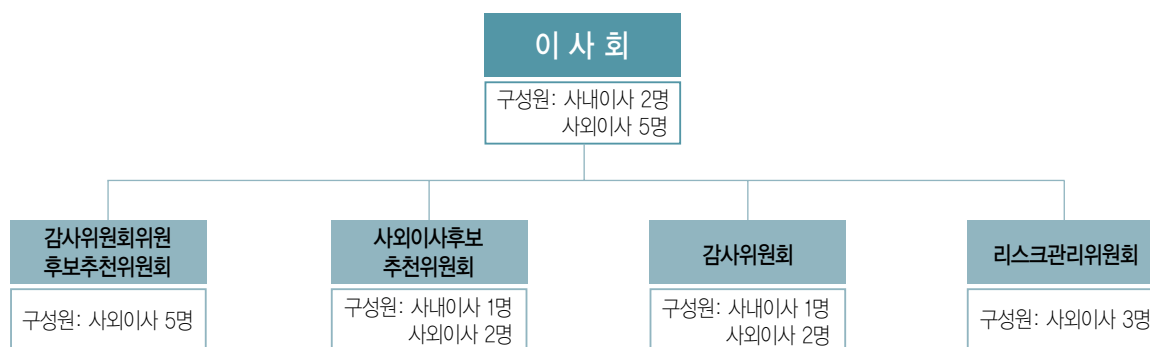 이 사 회
구성원: 사내이사 2명
사외이사 5명
감사위원회위원
후보추천위원회
구성원: 사외이사 5명
사외이사후보
추천위원회
구성원: 사내이사 1명
사외이사 2명
감사위원회
구성원: 사내이사 1명
사외이사 2명
리스크관리위원회
구성원: 사외이사 3명